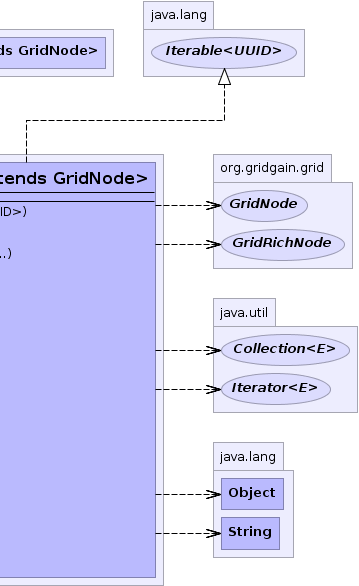 java.lang
ds GridNode>
Iterable<UUID>
org.gridgain.grid
tends GridNode>
GridNode
ID>)
GridRichNode
..)
java.util
Collection<E>
Iterator<E>
java.lang
Object
String